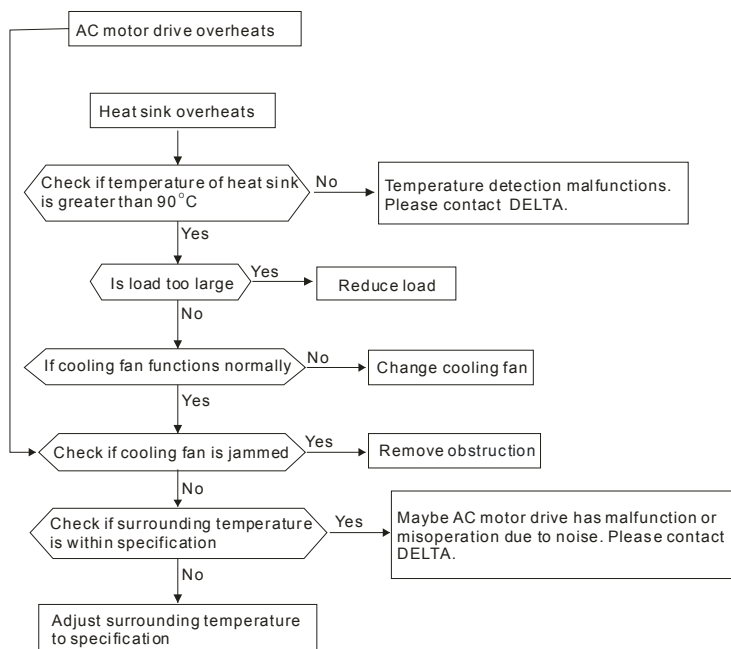 AC motor drive overheats
Heat sink overheats
Check if temperature of heat sink
is greater than 90°C
No
Temperature detection malfunctions.
Please contact DELTA.
Yes
Is load too large
Yes
Reduce load
No
If cooling fan functions normally
No
Change cooling fan
Yes
Check if cooling fan is jammed
Yes
Remove obstruction
No
Check if surrounding temperature
is within specification
Yes
Maybe AC motor drive has malfunction or
misoperation due to noise. Please contact
DELTA.
No
Adjust surrounding temperature
to specification